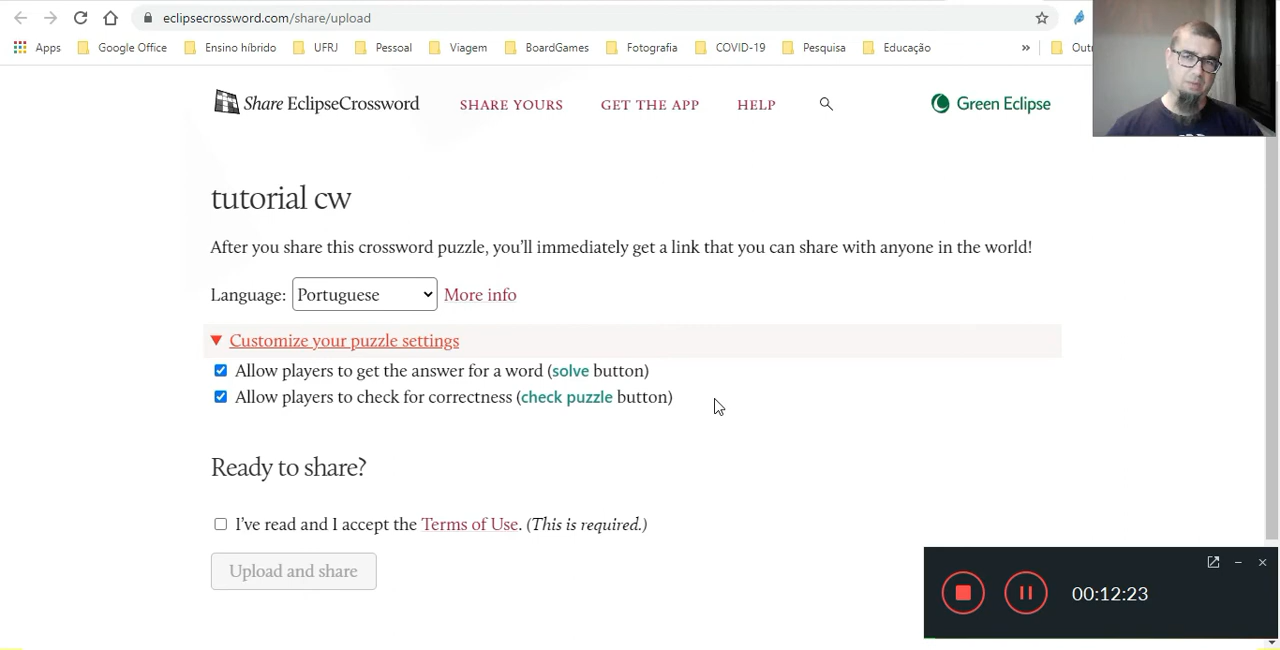 eclipsecrossword.com/share/upload
Apps Google Office Ensino híbrido UFRJ Pessoal Viagem BoardGames Fotografia COVID-19 Pesquisa Educação »
Share EclipseCrossword SHARE YOURS GET THE APP HELP Green Eclipse
tutorial cw
After you share this crossword puzzle, you'll immediately get a link that you can share with anyone in the world!
Language: Portuguese More info
Customize your puzzle settings
Allow players to get the answer for a word (solve button)
Allow players to check for correctness (check puzzle button)
Ready to share?
I've read and I accept the Terms of Use. (This is required.)
Upload and share
00:12:23